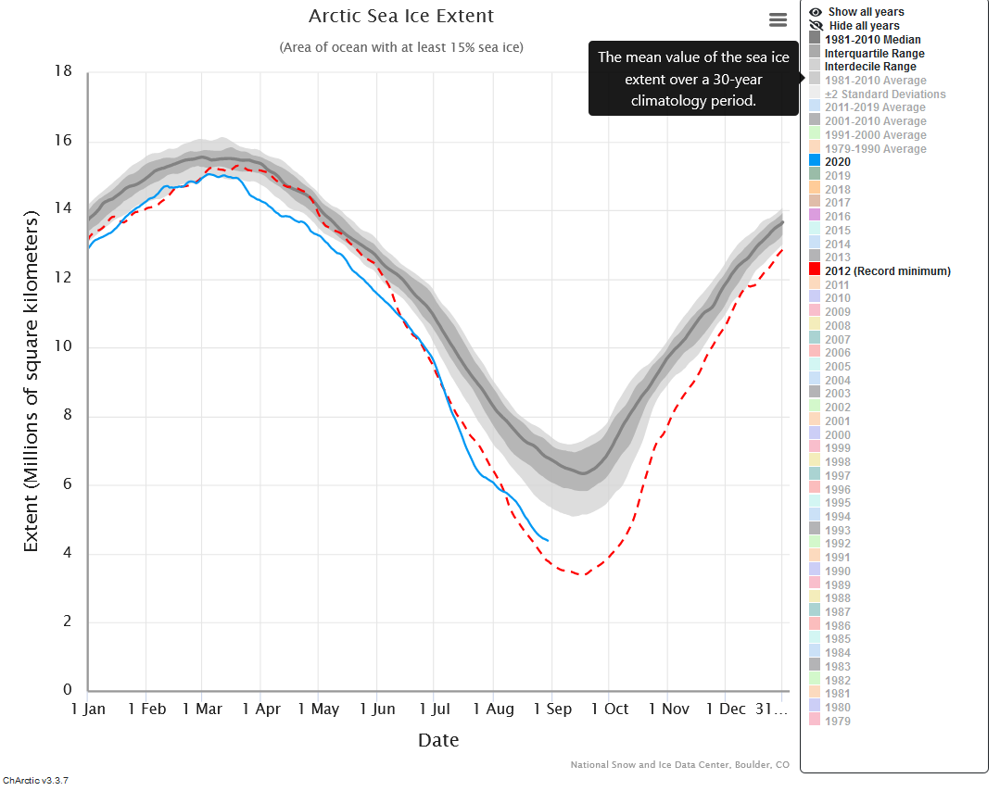 Arctic Sea Ice Extent
(Area of ocean with at least 15% sea ice)
The mean value of the sea ice
extent over a 30-year
climatology period.
Extent (Millions of square kilometers)
18
16
14
12
10
8
6
4
2
0
1 Jan 1 Feb 1 Mar 1 Apr 1 May 1 Jun 1 Jul 1 Aug 1 Sep 1 Oct 1 Nov 1 Dec 31...
Date
National Snow and Ice Data Center, Boulder, CO
ChArctic v3.3.7
Show all years
Hide all years
1981-2010 Median
Interquartile Range
Interdecile Range
1981-2010 Average
±2 Standard Deviations
2011-2019 Average
2001-2010 Average
1991-2000 Average
1979-1990 Average
2020
2019
2018
2017
2016
2015
2014
2013
2012 (Record minimum)
2011
2010
2009
2008
2007
2006
2005
2004
2003
2002
2001
2000
1999
1998
1997
1996
1995
1994
1993
1992
1991
1990
1989
1988
1987
1986
1985
1984
1983
1982
1981
1980
1979